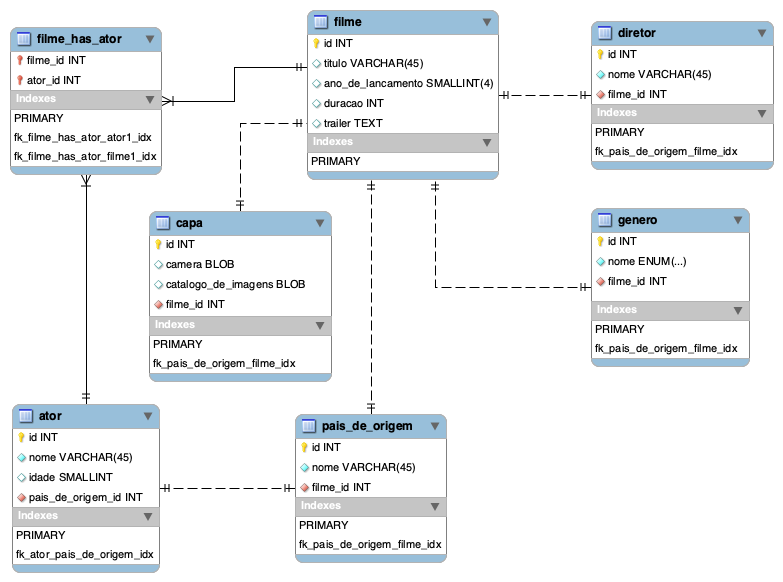 filme_has_ator
filme_id INT
ator_id INT
Indexes
PRIMARY
fk_filme_has_ator_ator1_idx
fk_filme_has_ator_filme1_idx
filme
id INT
titulo VARCHAR(45)
ano_de_lancamento SMALLINT(4)
duracao INT
trailer TEXT
Indexes
PRIMARY
diretor
id INT
nome VARCHAR(45)
filme_id INT
Indexes
PRIMARY
fk_pais_de_origem_filme_idx
capa
id INT
camera BLOB
catalogo_de_imagens BLOB
filme_id INT
Indexes
PRIMARY
fk_pais_de_origem_filme_idx
genero
id INT
nome ENUM(...)
filme_id INT
Indexes
PRIMARY
fk_pais_de_origem_filme_idx
ator
id INT
nome VARCHAR(45)
idade SMALLINT
pais_de_origem_id INT
Indexes
PRIMARY
fk_ator_pais_de_origem_idx
pais_de_origem
id INT
nome VARCHAR(45)
filme_id INT
Indexes
PRIMARY
fk_pais_de_origem_filme_idx